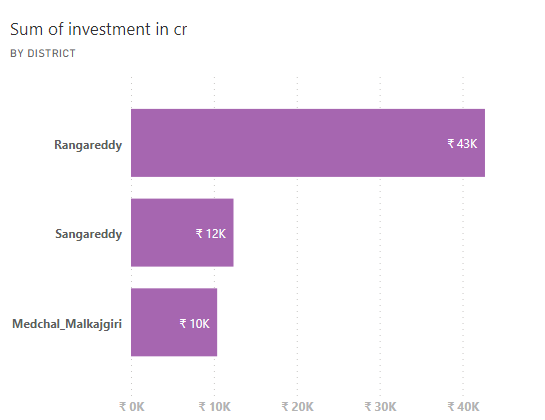 Sum of investment in cr
BY DISTRICT
Rangareddy ₹ 43K
Sangareddy ₹ 12K
Medchal_Malkajgiri ₹ 10K
₹ 0K ₹ 10K ₹ 20K ₹ 30K ₹ 40K